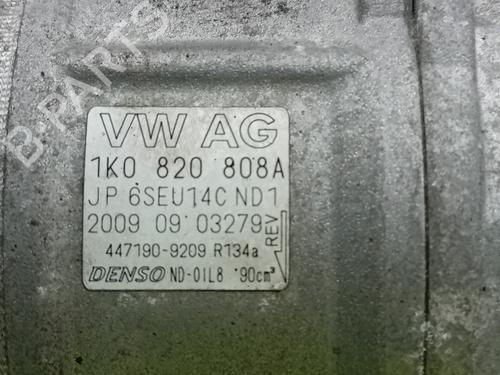 B-PARTS
VW AG
1K0 820 808A
JP 6SEU14C ND1
2009 09 03279
REV
447190-9209 R134a
DENSO ND-OIL8 '90cm³